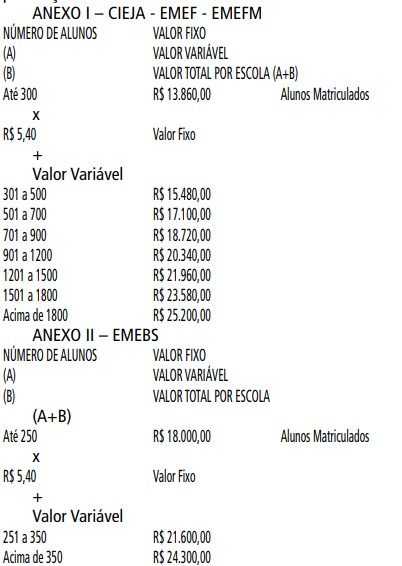 ANEXO I – CIEJA - EMEF - EMEFM
NÚMERO DE ALUNOS VALOR FIXO
(A) VALOR VARIÁVEL
(B) VALOR TOTAL POR ESCOLA (A+B)
Até 300 R$ 13.860,00 Alunos Matriculados
x
R$ 5,40 Valor Fixo
+
Valor Variável
301 a 500 R$ 15.480,00
501 a 700 R$ 17.100,00
701 a 900 R$ 18.720,00
901 a 1200 R$ 20.340,00
1201 a 1500 R$ 21.960,00
1501 a 1800 R$ 23.580,00
Acima de 1800 R$ 25.200,00
ANEXO II – EMEBS
NÚMERO DE ALUNOS VALOR FIXO
(A) VALOR VARIÁVEL
(B) VALOR TOTAL POR ESCOLA
(A+B)
Até 250 R$ 18.000,00 Alunos Matriculados
x
R$ 5,40 Valor Fixo
+
Valor Variável
251 a 350 R$ 21.600,00
Acima de 350 R$ 24.300,00